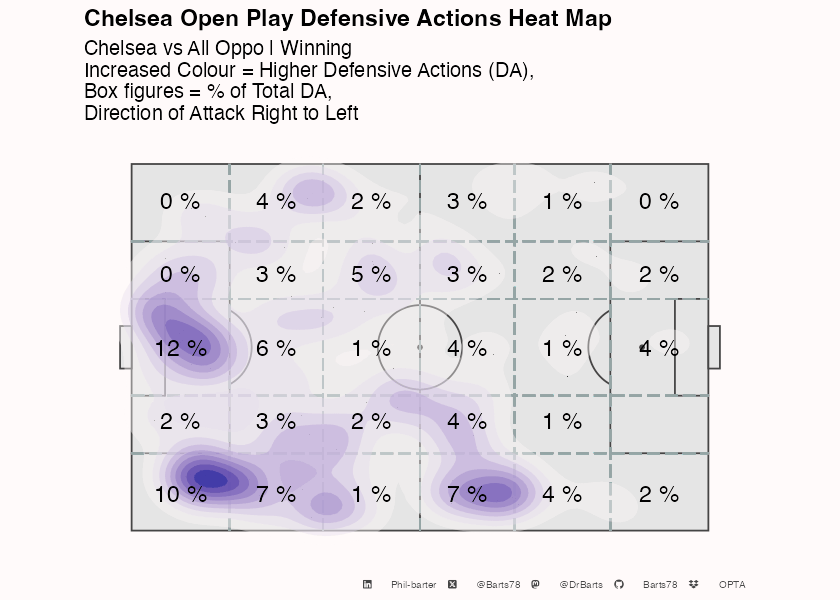 Chelsea Open Play Defensive Actions Heat Map
Chelsea vs All Oppo | Winning
Increased Colour = Higher Defensive Actions (DA),
Box figures = % of Total DA,
Direction of Attack Right to Left
0 % 4 % 2 % 3 % 1 % 0 %
0 % 3 % 5 % 3 % 2 % 2 %
12 % 6 % 1 % 4 % 1 % 4 %
2 % 3 % 2 % 4 % 1 %
10 % 7 % 1 % 7 % 4 % 2 %
Phil-barter @Barts78 @DrBarts Barts78 OPTA